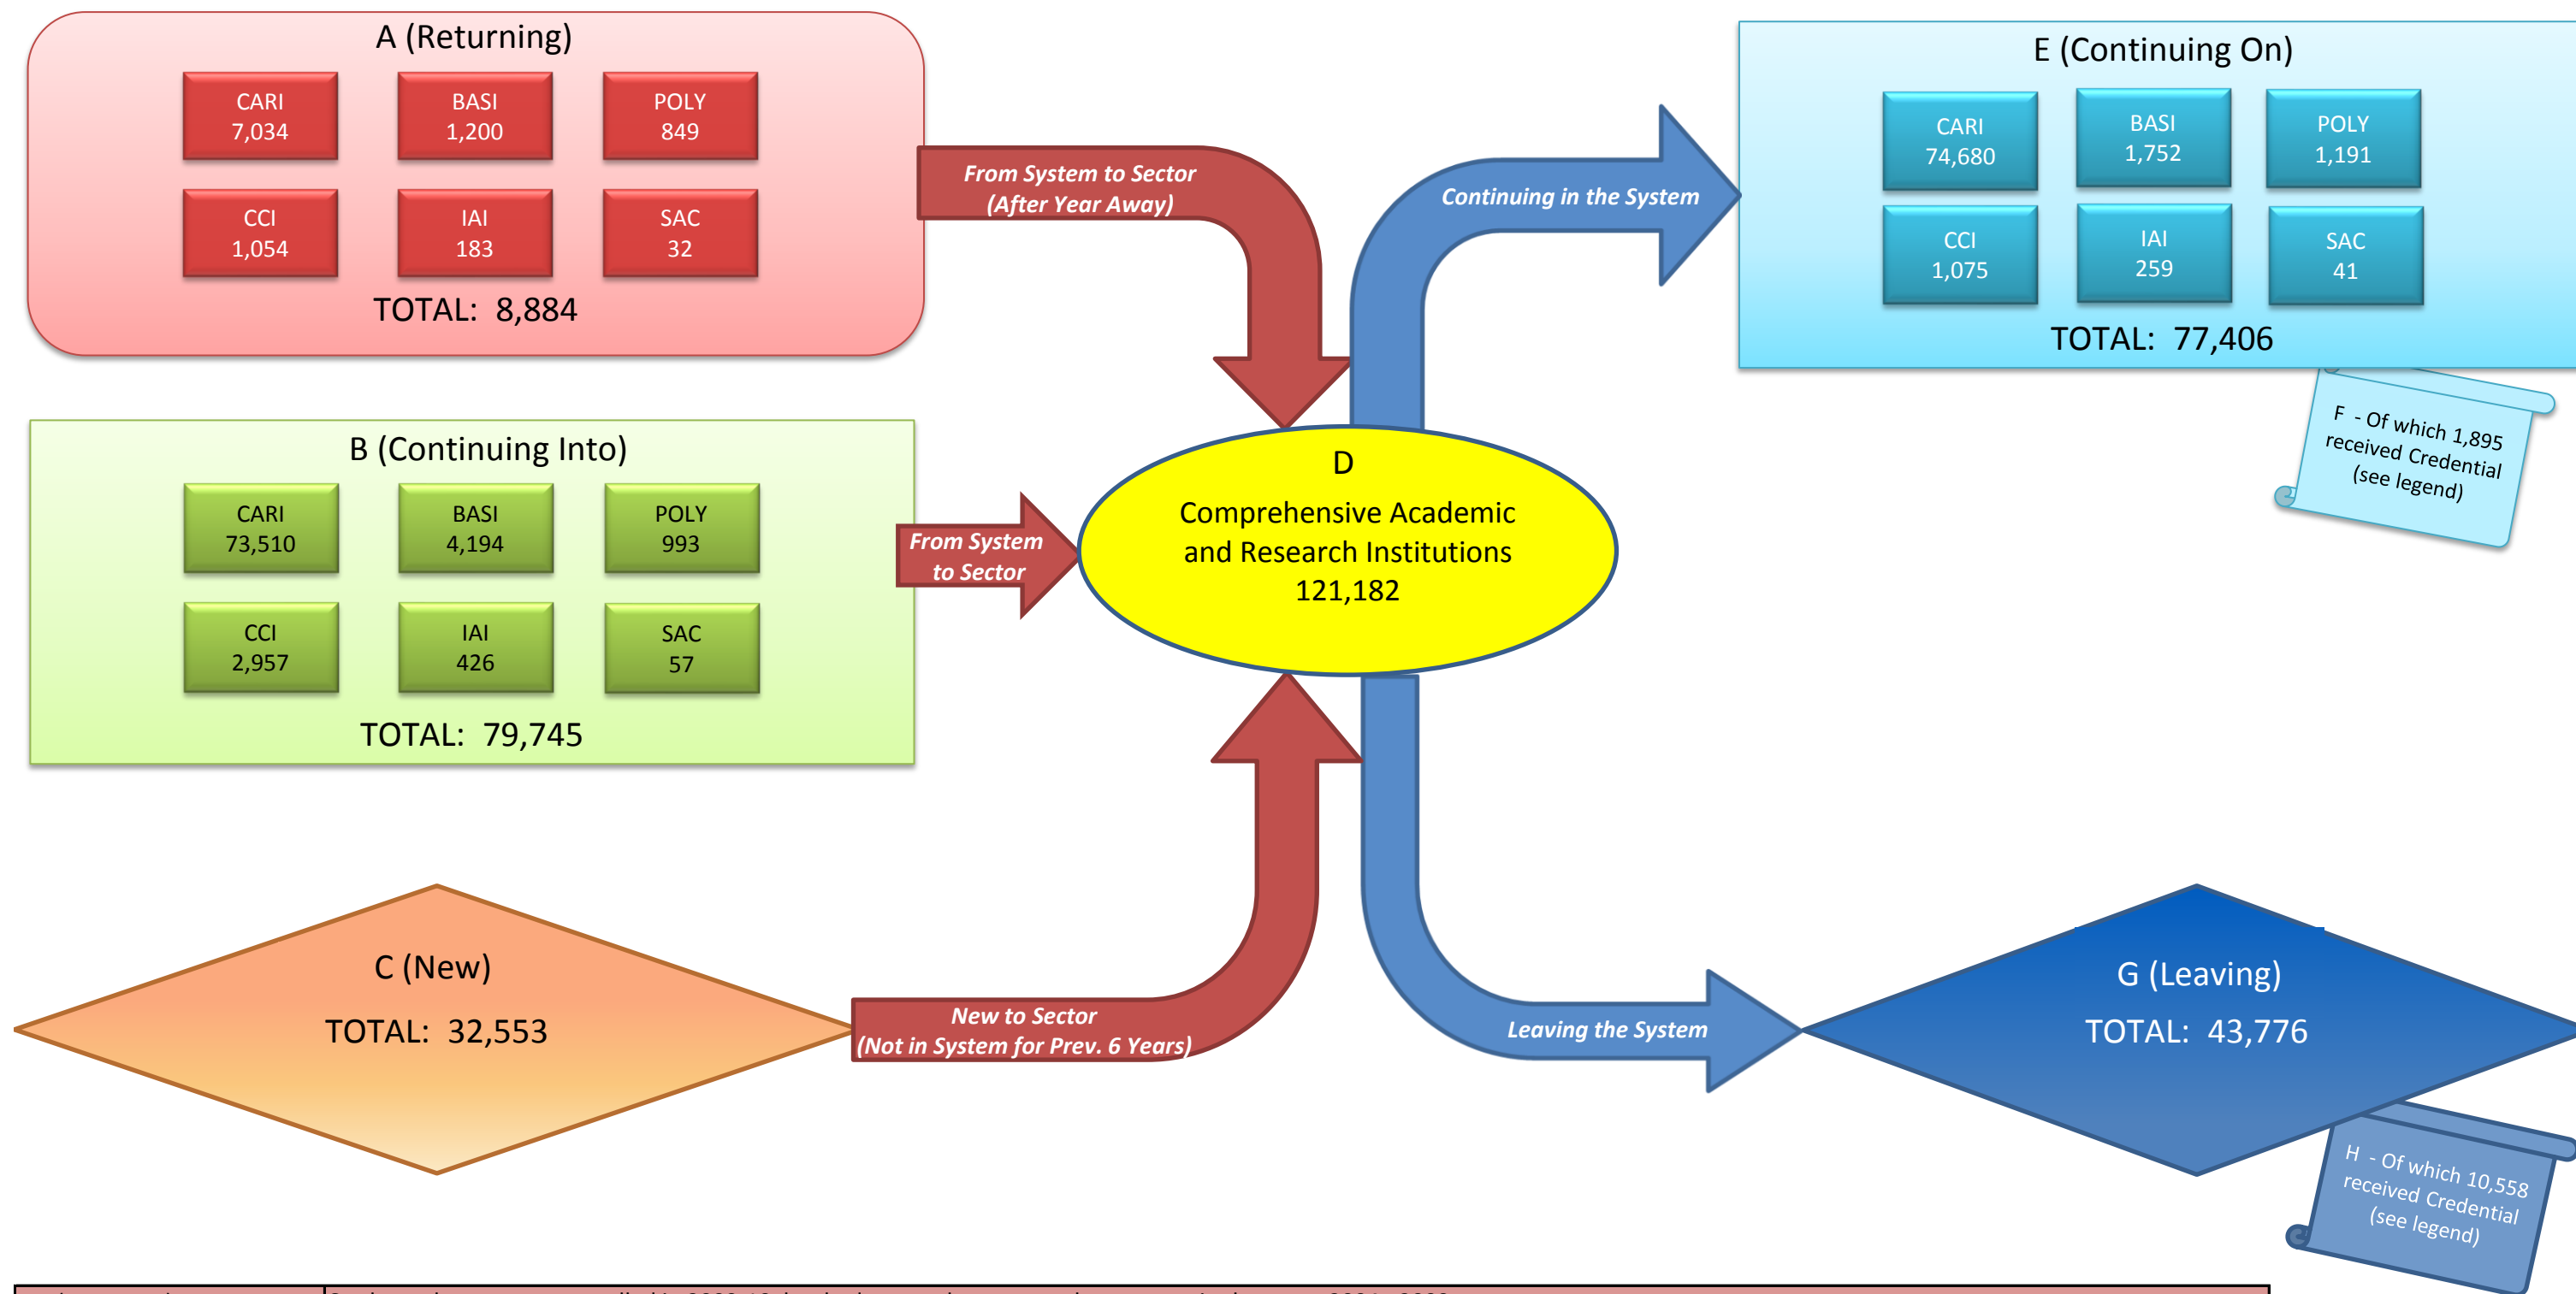 A (Returning)
CARI
7,034
BASI
1,200
POLY
849
CCI
1,054
IAI
183
SAC
32
TOTAL: 8,884
From System to Sector
(After Year Away)
Continuing in the System
E (Continuing On)
CARI
74,680
BASI
1,752
POLY
1,191
CCI
1,075
IAI
259
SAC
41
TOTAL: 77,406
F - Of which 1,895
received Credential
(see legend)
B (Continuing Into)
CARI
73,510
BASI
4,194
POLY
993
CCI
2,957
IAI
426
SAC
57
TOTAL: 79,745
From System
to Sector
D
Comprehensive Academic
and Research Institutions
121,182
C (New)
TOTAL: 32,553
New to Sector
(Not in System for Prev. 6 Years)
Leaving the System
G (Leaving)
TOTAL: 43,776
H - Of which 10,558
received Credential
(see legend)